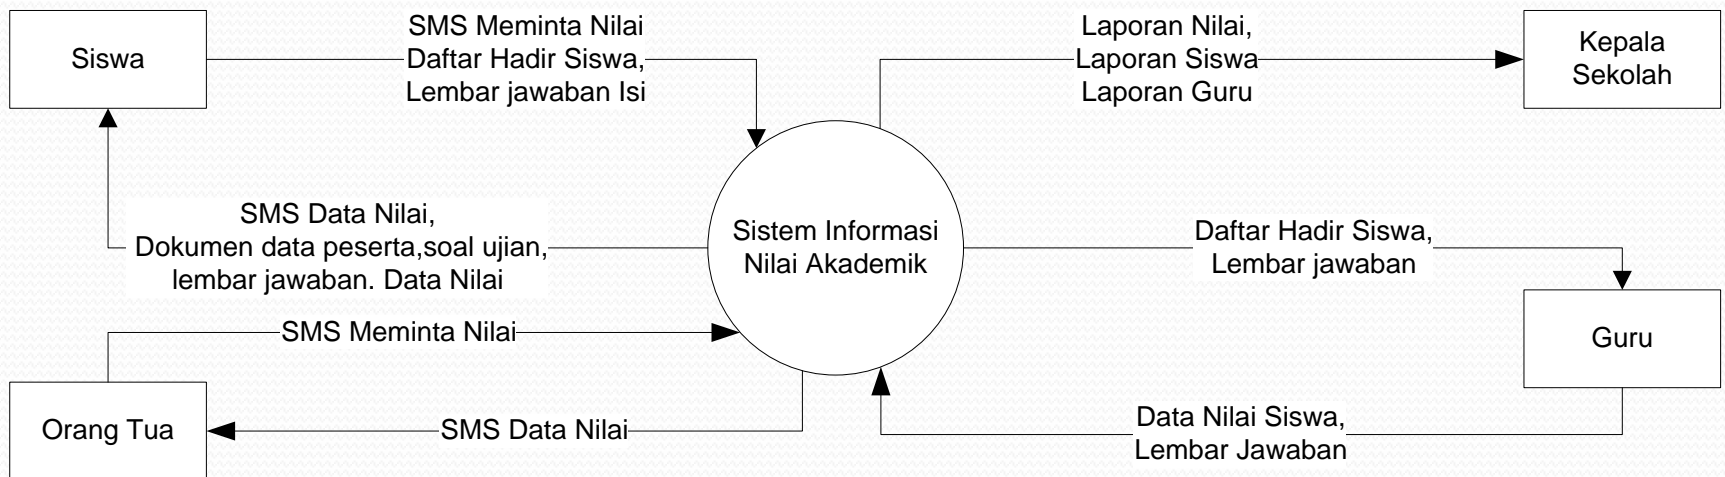 Siswa
SMS Meminta Nilai
Daftar Hadir Siswa,
Lembar jawaban Isi
Laporan Nilai,
Laporan Siswa
Laporan Guru
Kepala
Sekolah
SMS Data Nilai,
Dokumen data peserta,soal ujian,
lembar jawaban. Data Nilai
Sistem Informasi
Nilai Akademik
Daftar Hadir Siswa,
Lembar jawaban
SMS Meminta Nilai
Guru
Orang Tua
SMS Data Nilai
Data Nilai Siswa,
Lembar Jawaban